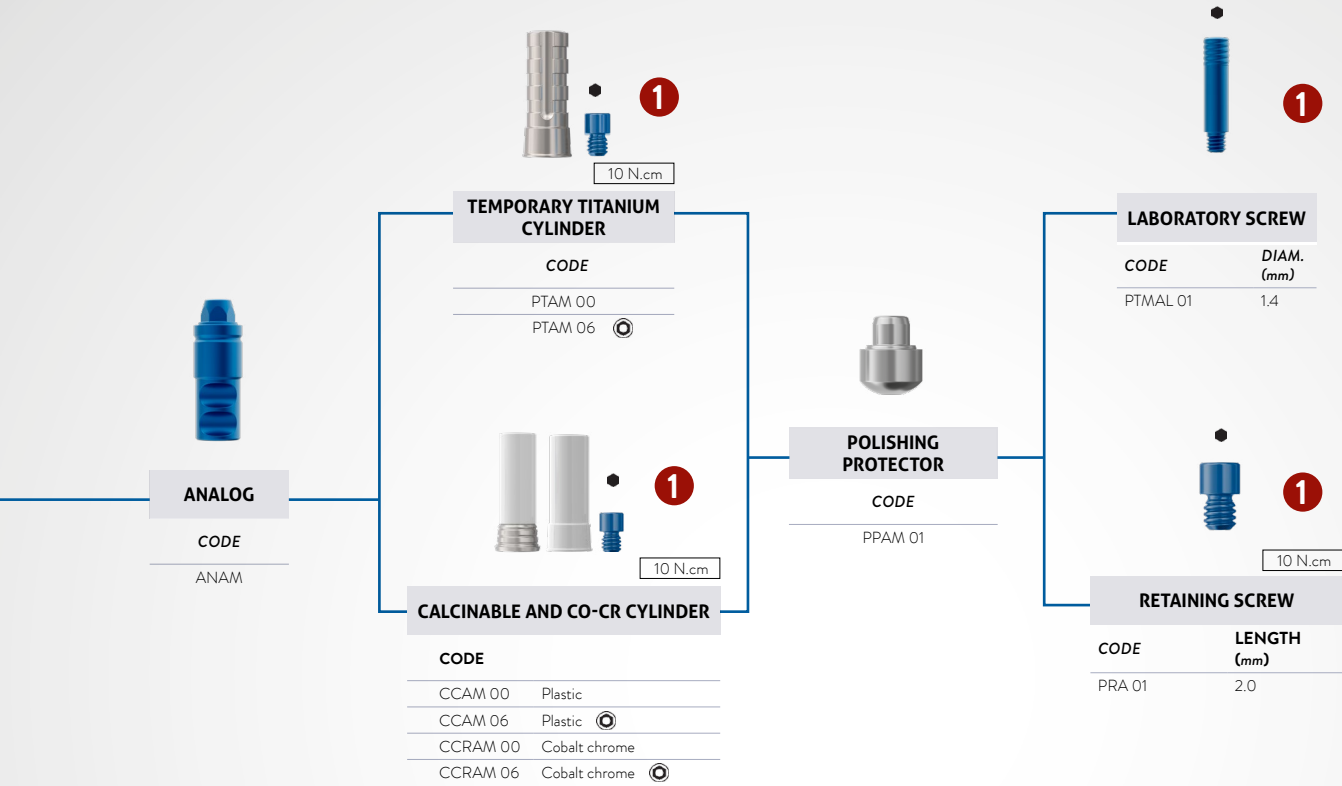 1
10 N.cm
TEMPORARY TITANIUM
CYLINDER
CODE
PTAM 00
PTAM 06
ANALOG
CODE
ANAM
1
10 N.cm
CALCINABLE AND CO-CR CYLINDER
CODE
CCAM 00 Plastic
CCAM 06 Plastic
CCRAM 00 Cobalt chrome
CCRAM 06 Cobalt chrome
POLISHING
PROTECTOR
CODE
PPAM 01
1
LABORATORY SCREW
CODE DIAM.
(mm)
PTMAL 01 1.4
1
10 N.cm
RETAINING SCREW
CODE LENGTH
(mm)
PRA 01 2.0